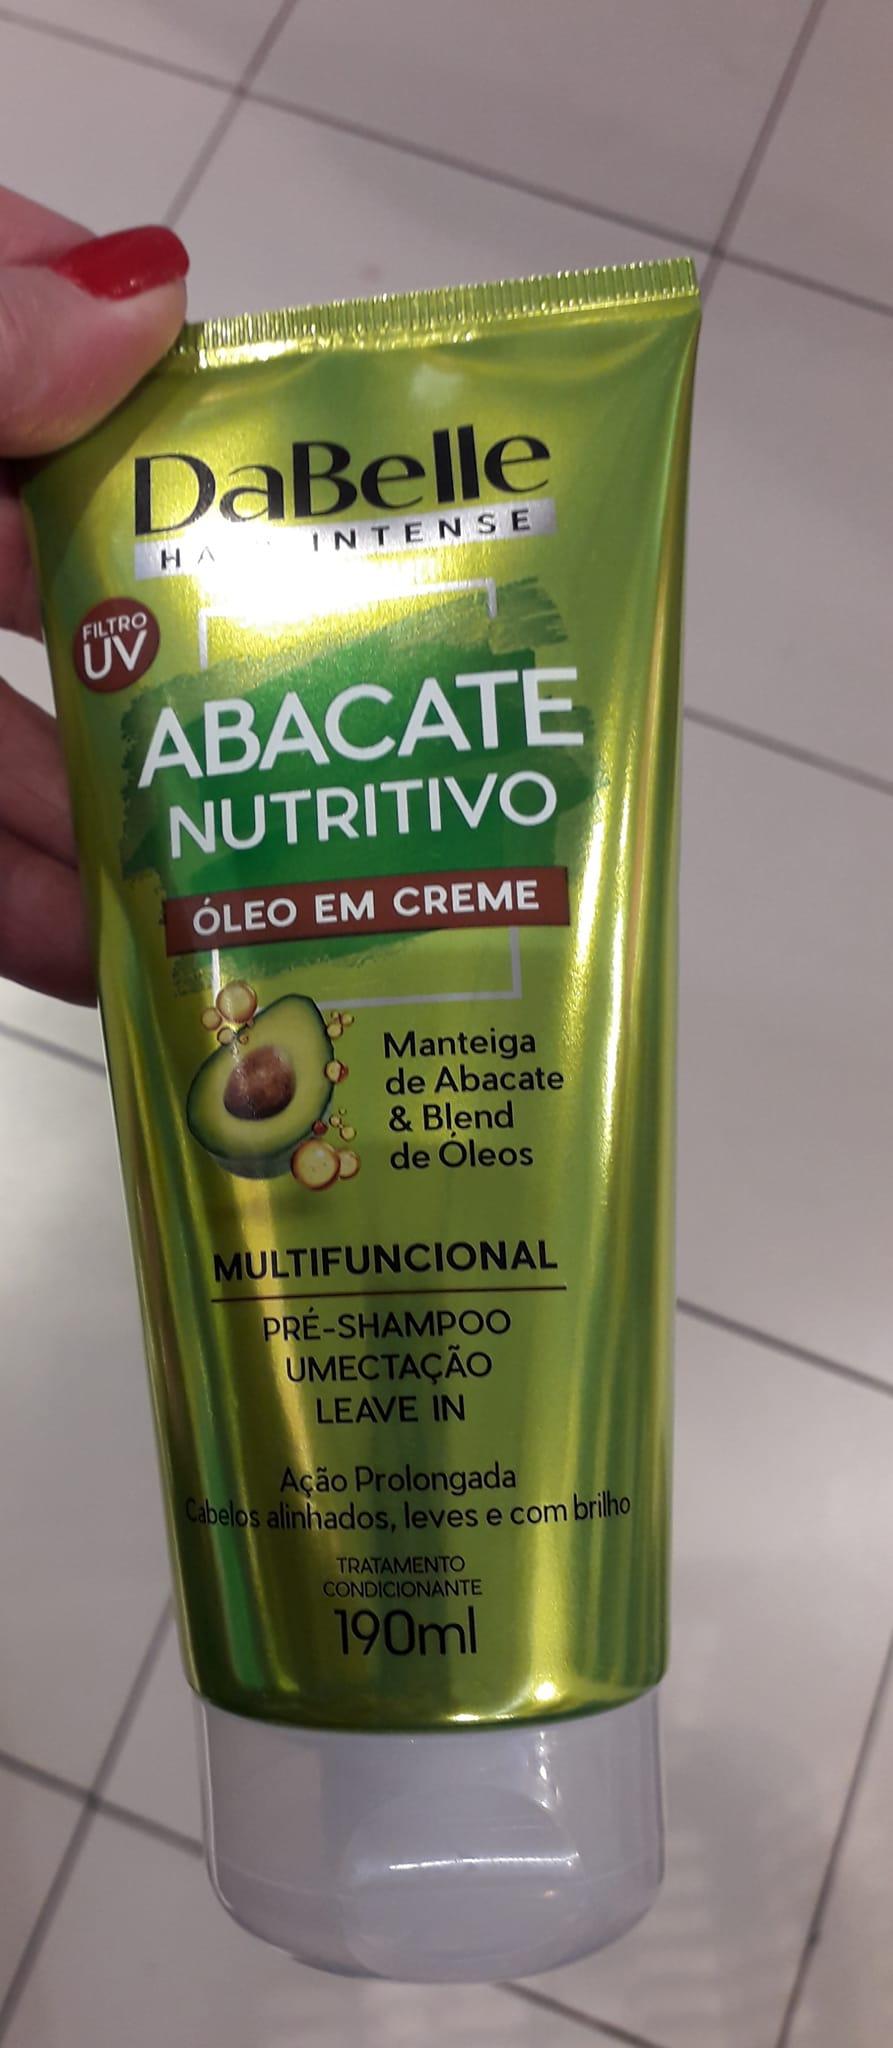 DaBelle
INTENSE
FILTRO
UV
ABACATE
NUTRITIVO
ÓLEO EM CREME
Manteiga
de Abacate
& Blend
de Óleos
MULTIFUNCIONAL
PRÉ-SHAMPOO
UMECTAÇÃO
LEAVE IN
Ação Prolongada
Cabelos alinhados, leves e com brilho
TRATAMENTO
CONDICIONANTE
190ml